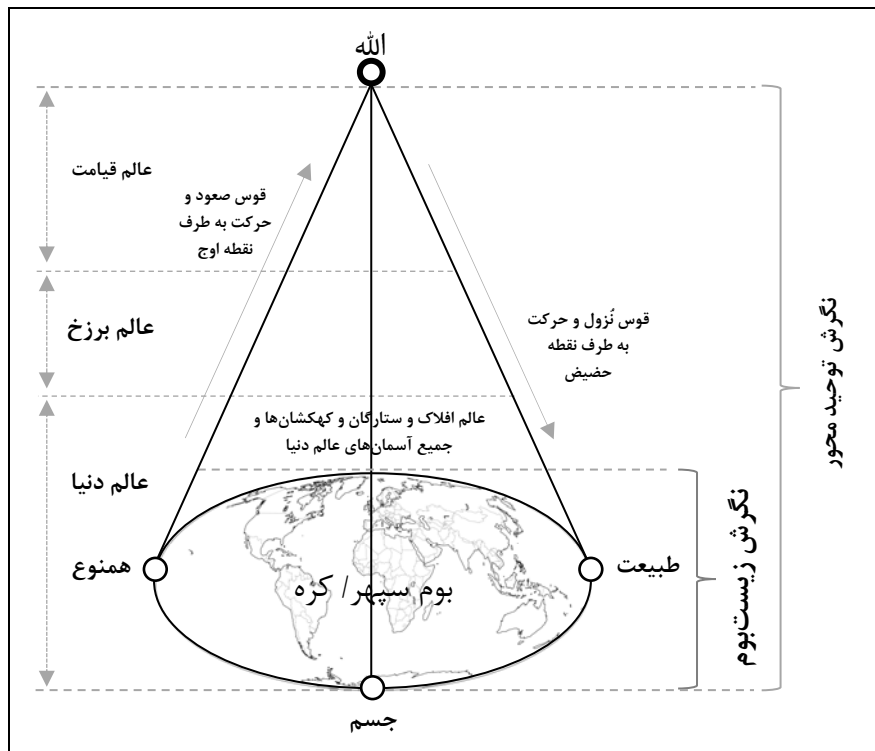 الله
عالم قیامت
قوس صعود و
حرکت به طرف
نقطه اوج
عالم برزخ
قوس نُزول و حرکت
به طرف نقطه
حضیض
نگرش توحید محور
عالم افلاک و ستارگان و کهکشان‌ها و
جمیع آسمان‌های عالم دنیا
عالم دنیا
نگرش زیست‌بوم
همنوع
طبیعت
بوم سپهر/ کره
جسم